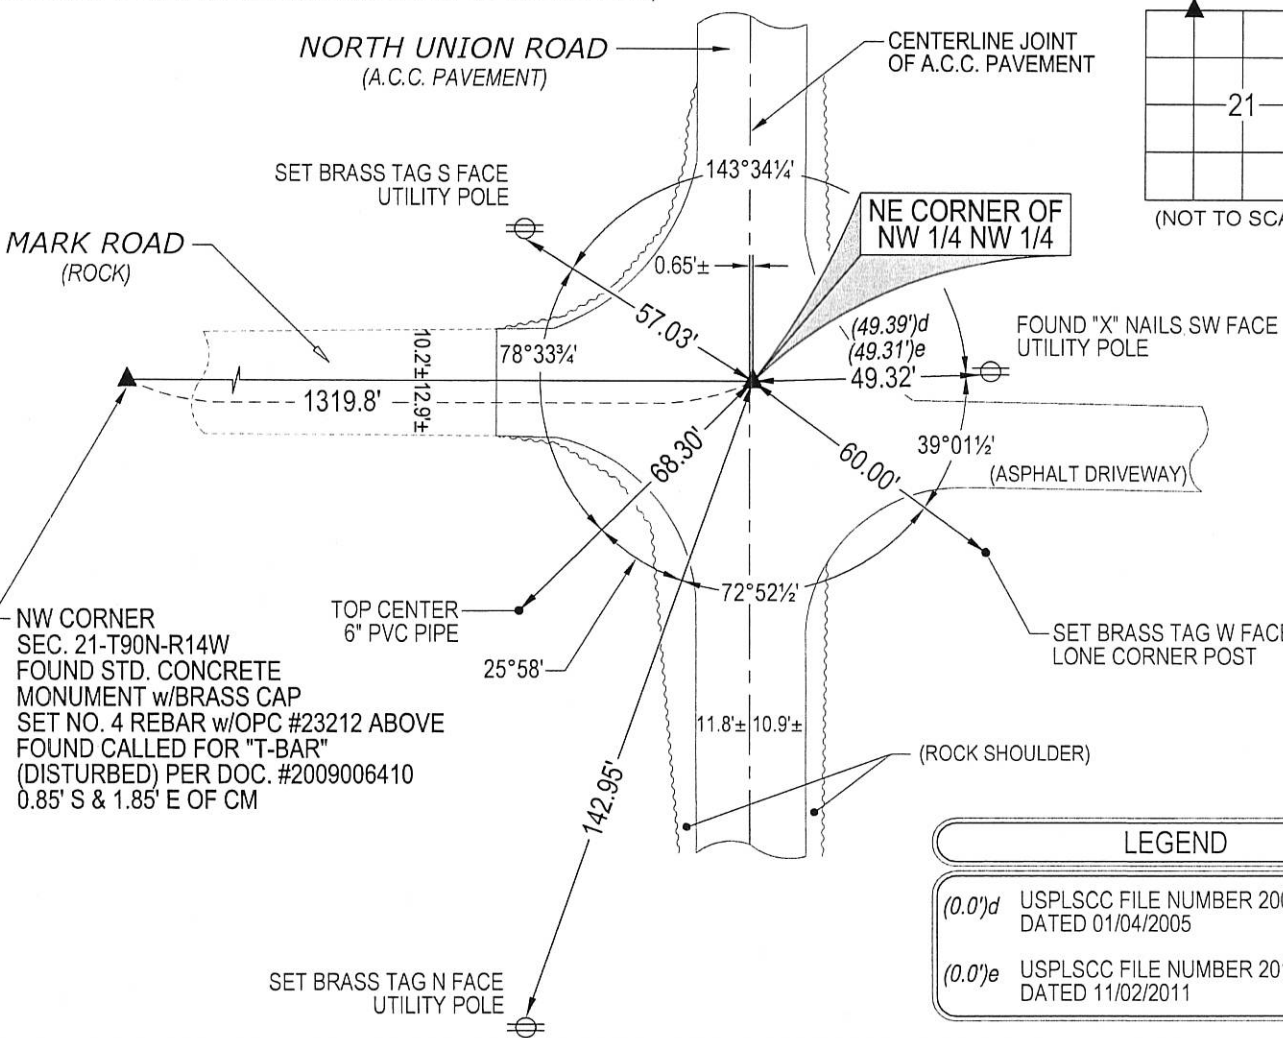 NORTH UNION ROAD
(A.C.C. PAVEMENT)
CENTERLINE JOINT
OF A.C.C. PAVEMENT
21
(NOT TO SCA
SET BRASS TAG S FACE
UTILITY POLE
143°34¼'
NE CORNER OF
NW 1/4 NW 1/4
MARK ROAD
(ROCK)
0.65'±
57.03'
(49.39')d
(49.31')e
49.32'
FOUND "X" NAILS SW FACE
UTILITY POLE
78°33¾'
10.2'±
12.9'±
1319.8'
68.30'
60.00'
39°01½'
(ASPHALT DRIVEWAY)
72°52½'
TOP CENTER
6" PVC PIPE
25°58'
NW CORNER
SEC. 21-T90N-R14W
FOUND STD. CONCRETE
MONUMENT w/BRASS CAP
SET NO. 4 REBAR w/OPC #23212 ABOVE
FOUND CALLED FOR "T-BAR"
(DISTURBED) PER DOC. #2009006410
0.85' S & 1.85' E OF CM
SET BRASS TAG W FACE
LONE CORNER POST
11.8'± 10.9'±
(ROCK SHOULDER)
142.95'
SET BRASS TAG N FACE
UTILITY POLE
LEGEND
(0.0')d USPLSCC FILE NUMBER 200
DATED 01/04/2005
(0.0')e USPLSCC FILE NUMBER 201
DATED 11/02/2011